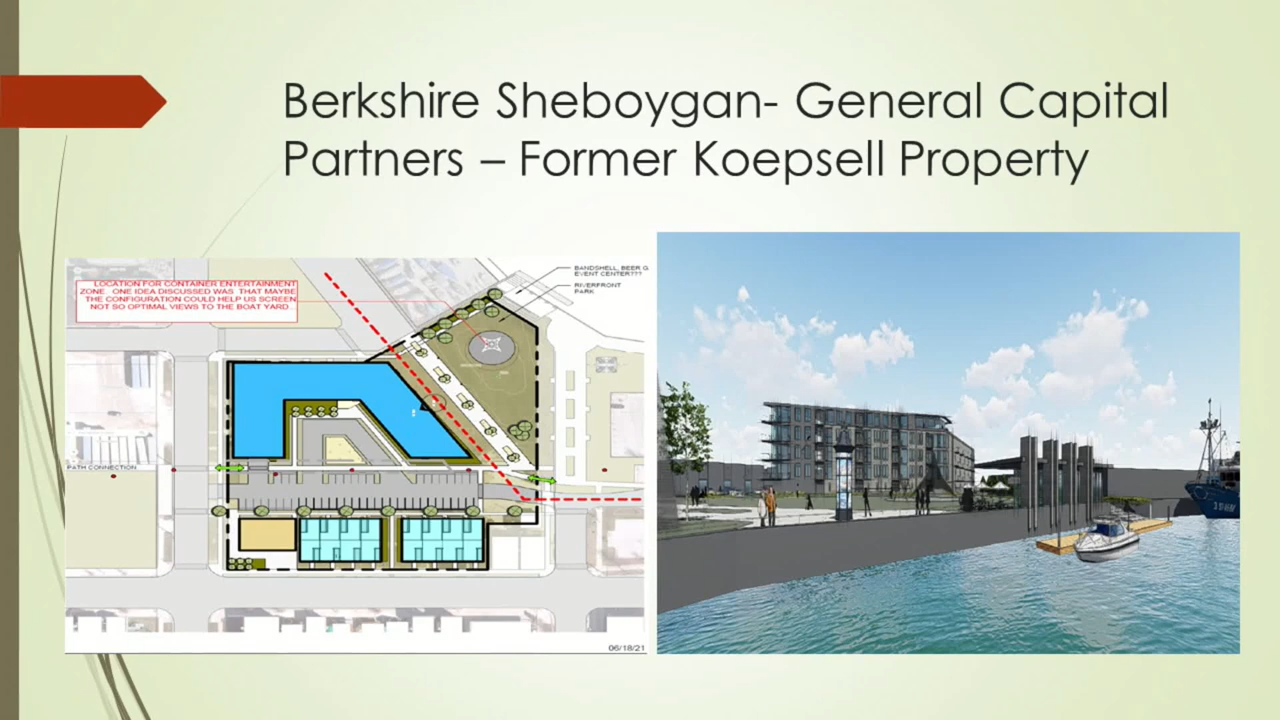 Berkshire Sheboygan- General Capital
Partners – Former Koepsell Property
LOCATION FOR CONTAINER ENTERTAINMENT
ZONE. ONE IDEA DISCUSSED WAS THAT MAYBE
THE CONFIGURATION COULD HELP US SCREEN
NOT SO OPTIMAL VIEWS TO THE BOAT YARD...
BANDSHELL, BEER G
EVENT CENTER???
RIVERFRONT
PARK
PATH CONNECTION
06/18/21